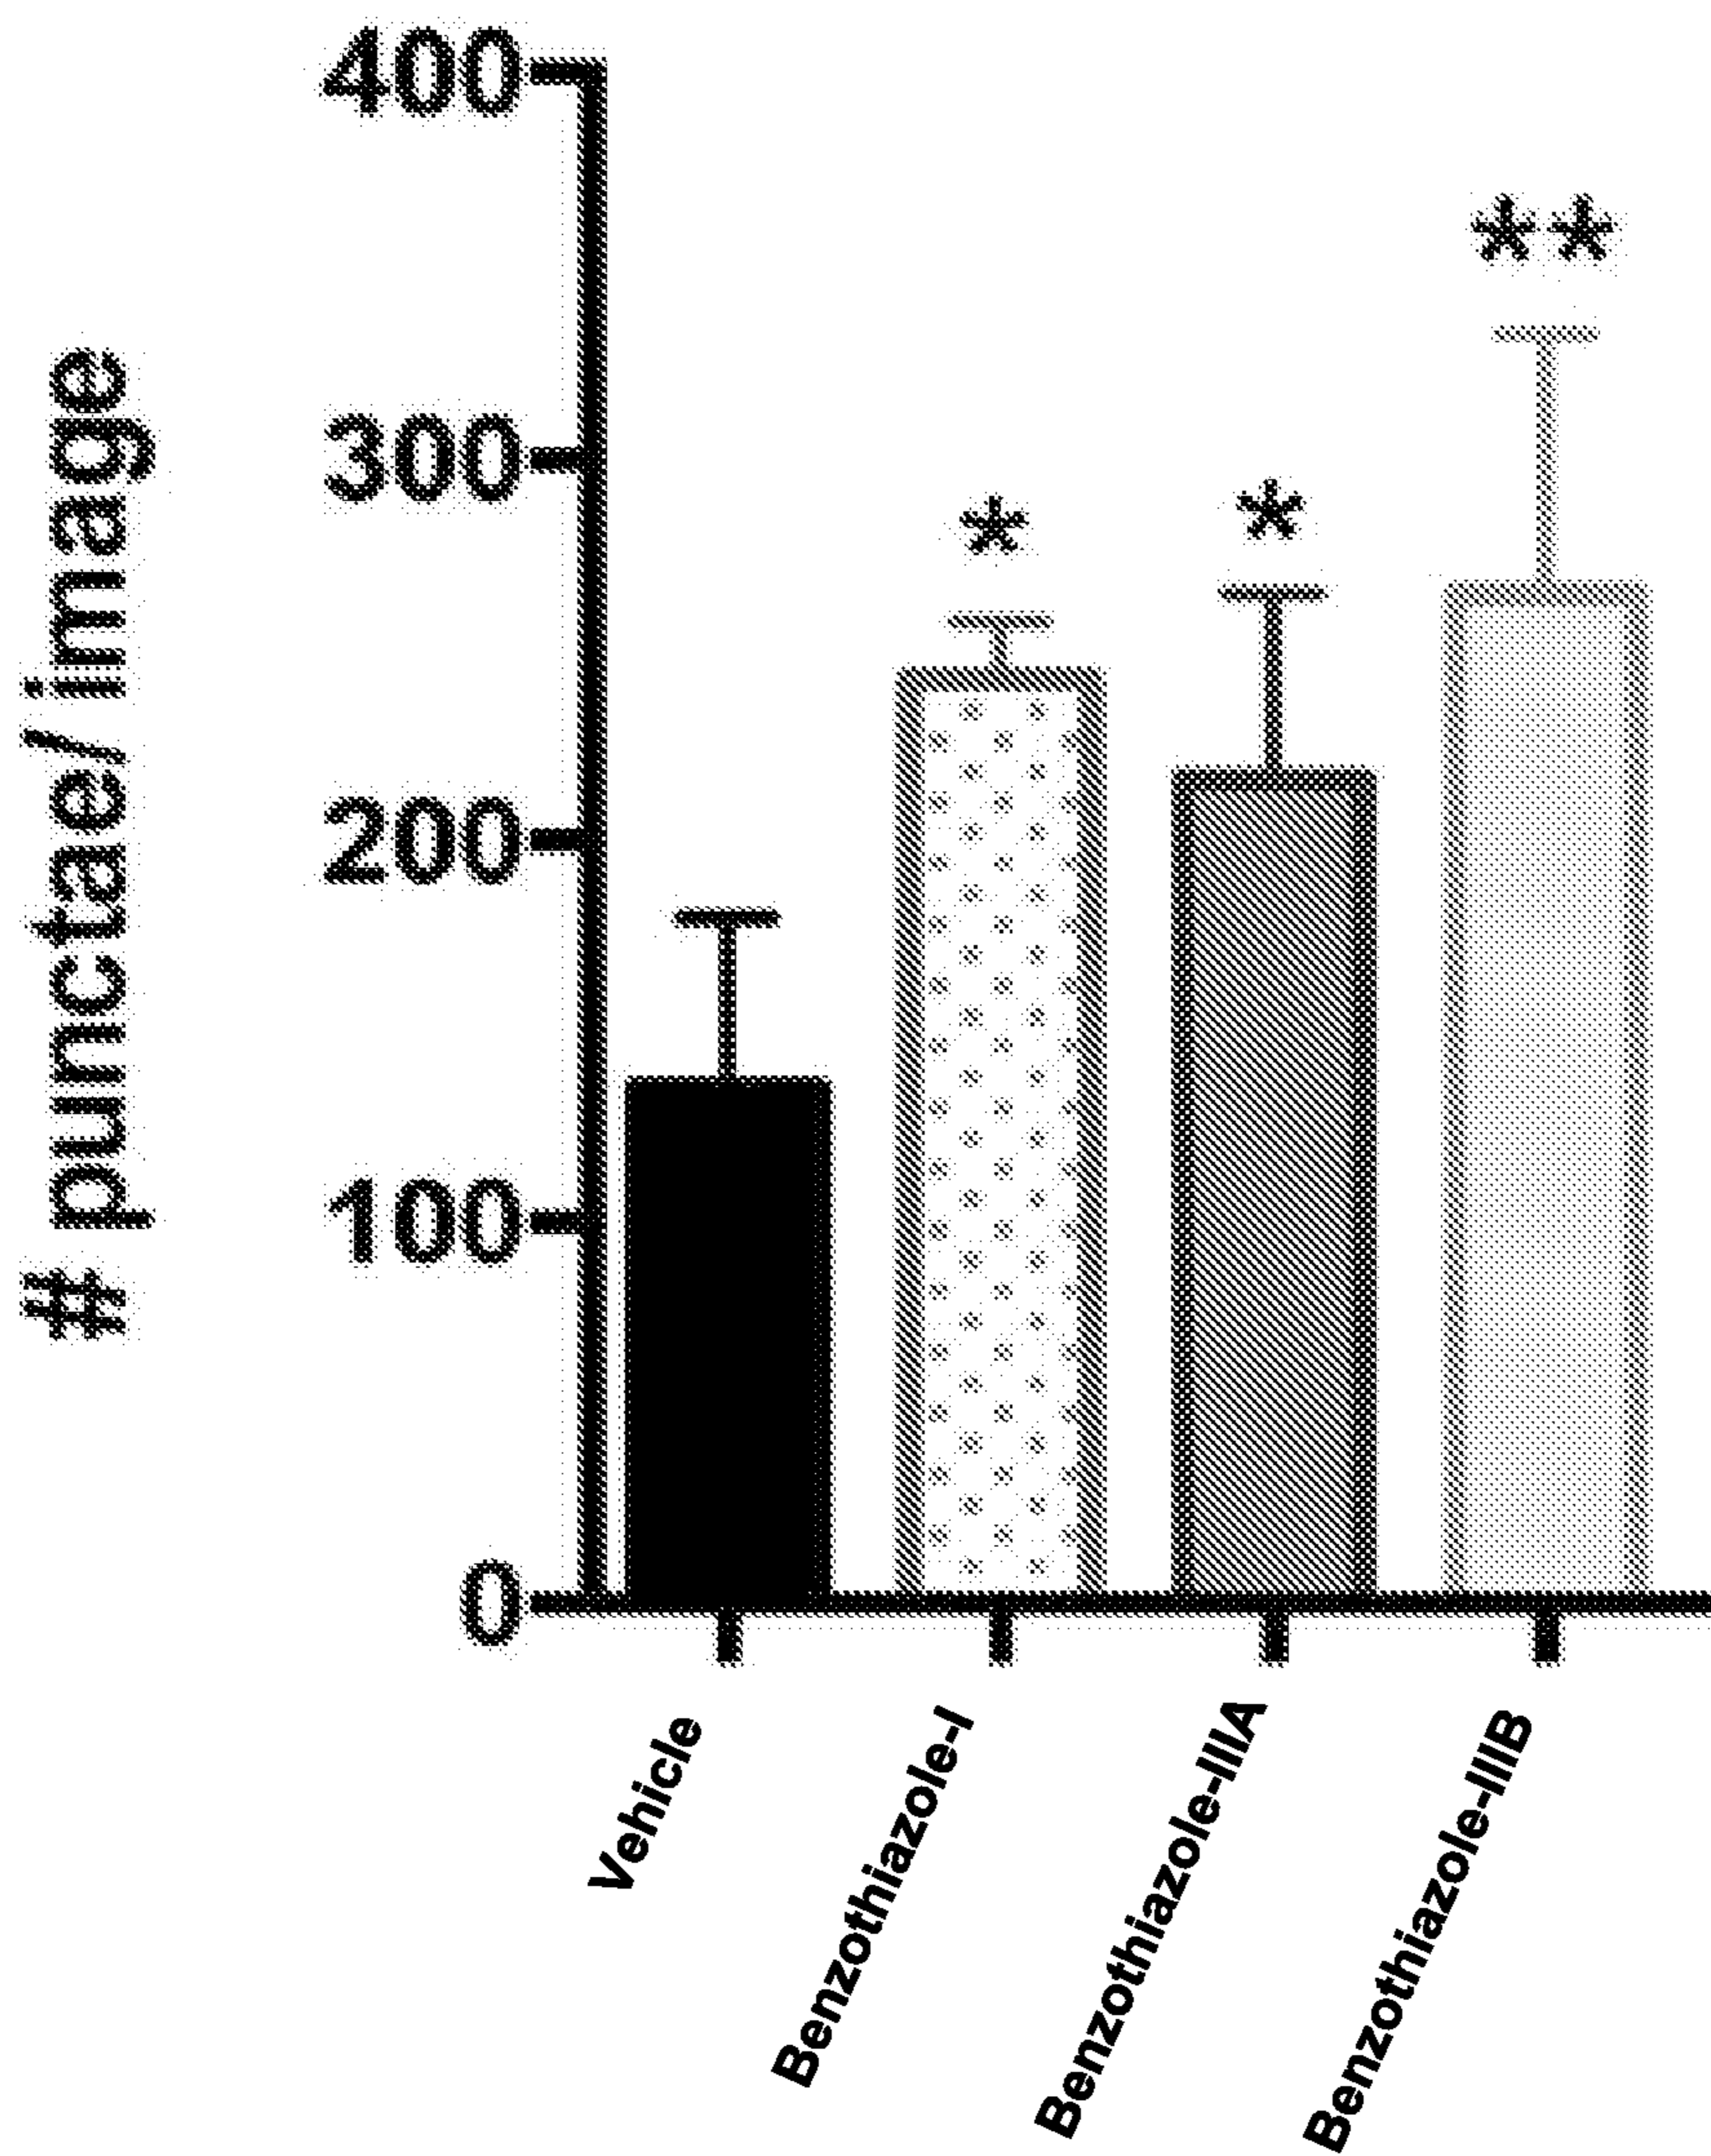 # punctae/ image
400
300
200
100
0
*
*
**
Vehicle
Benzothiazole-I
Benzothiazole-IIIA
Benzothiazole-IIIB